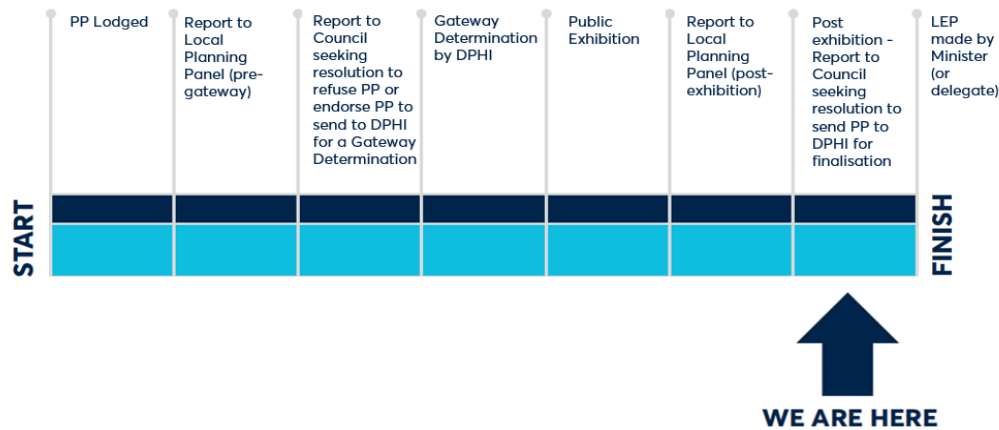 PP Lodged
Report to
Local
Planning
Panel (pre-
gateway)
Report to
Council
seeking
resolution to
refuse PP or
endorse PP to
send to DPHI
for a Gateway
Determination
Gateway
Determination
by DPHI
Public
Exhibition
Report to
Local
Planning
Panel (post-
exhibition)
Post
exhibition -
Report to
Council
seeking
resolution to
send PP to
DPHI for
finalisation
LEP
made by
Minister
(or
delegate)
START
FINISH
WE ARE HERE